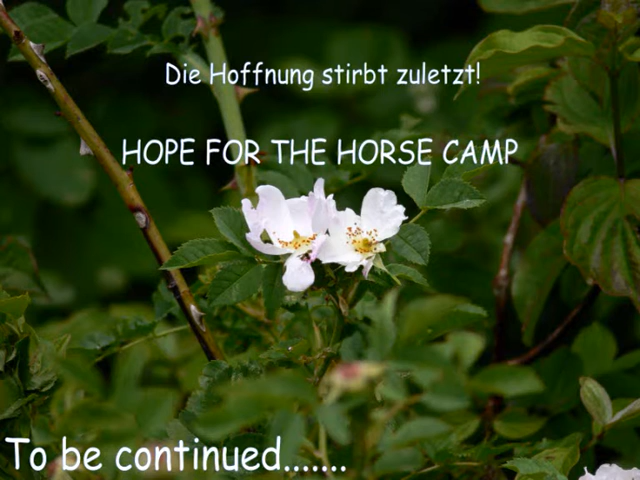 Die Hoffnung stirbt zuletzt!
HOPE FOR THE HORSE CAMP
To be continued.......